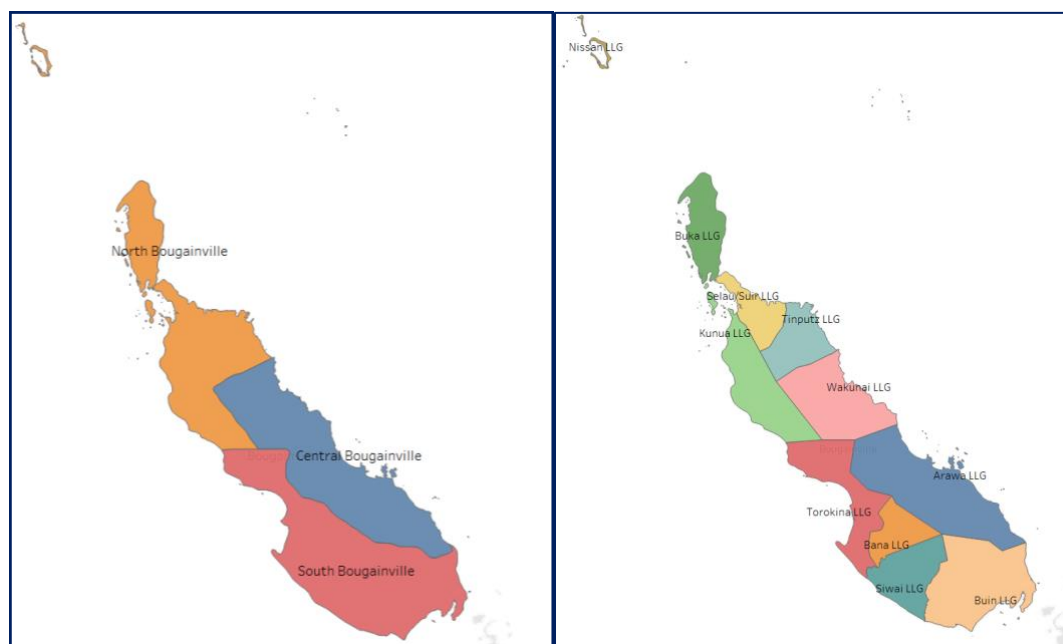 North Bougainville
Central Bougainville
South Bougainville
Nissan LLG
Buka LLG
Selau/Suir LLG
Tinputz LLG
Kunua LLG
Wakunai LLG
Arawa LLG
Torokina LLG
Bana LLG
Siwai LLG
Buin LLG